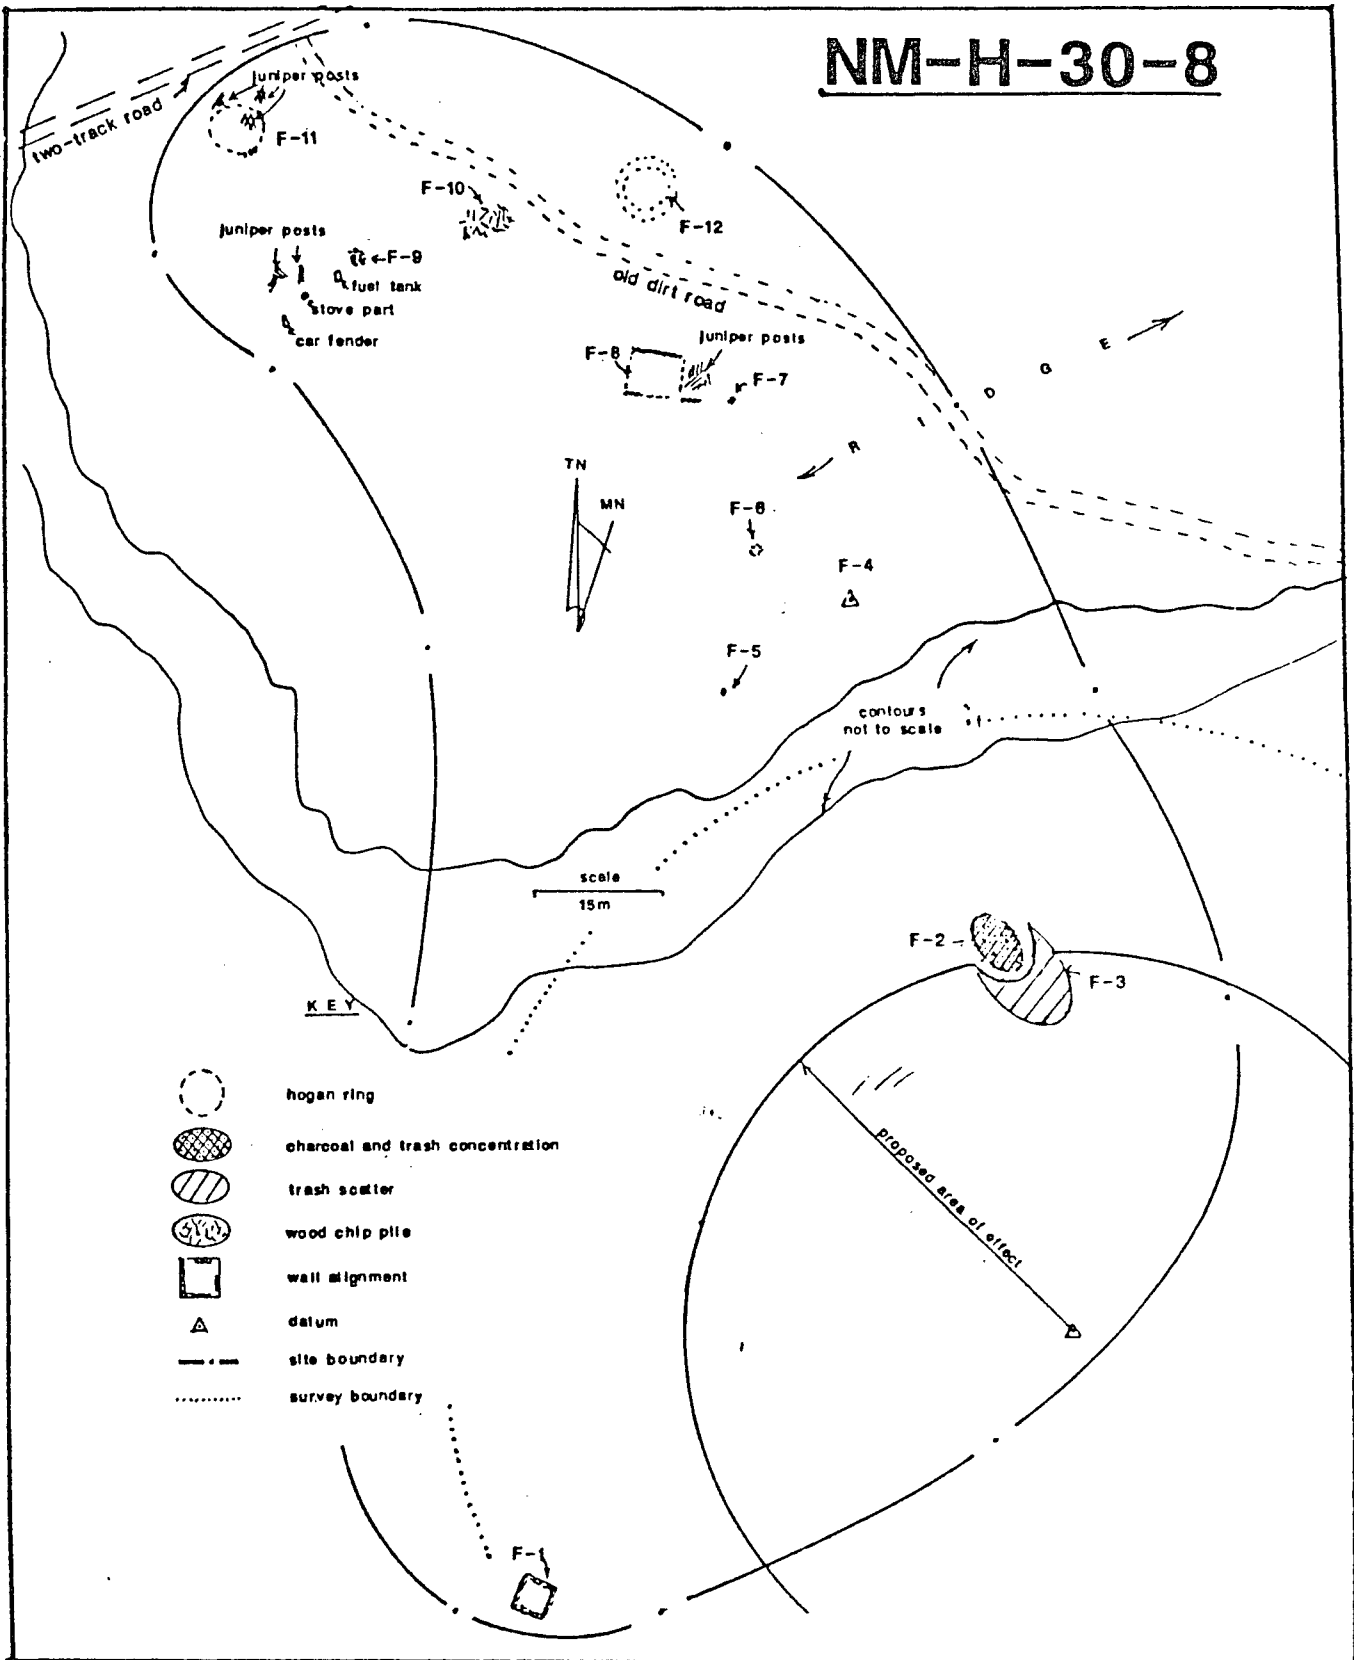 NM-H-30-8
juniper posts
two-track road
F-11
F-10
F-12
juniper posts
F-9
fuel tank
stove part
car fender
old dirt road
juniper posts
F-8
F-7
R I D G E
TN
MN
F-6
F-4
F-5
contours
not to scale
scale
15m
F-2
F-3
KEY
hogan ring
charcoal and trash concentration
trash scatter
wood chip pile
wall alignment
datum
site boundary
survey boundary
proposed area of effect
F-1